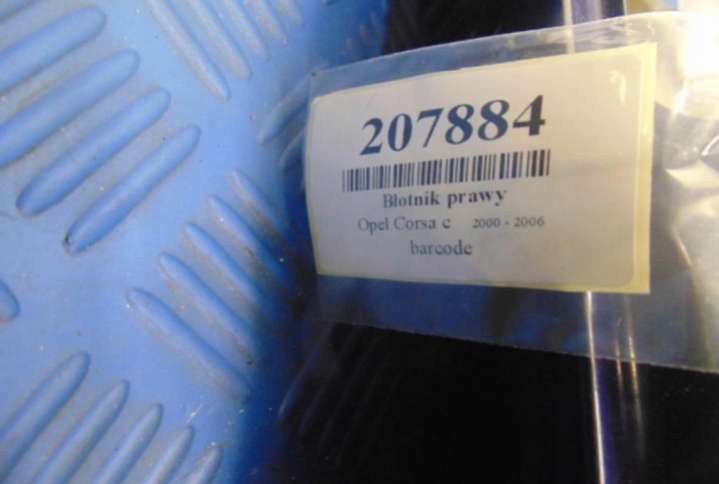 207884
Błotnik prawy
Opel Corsa c 2000 - 2006
barcode